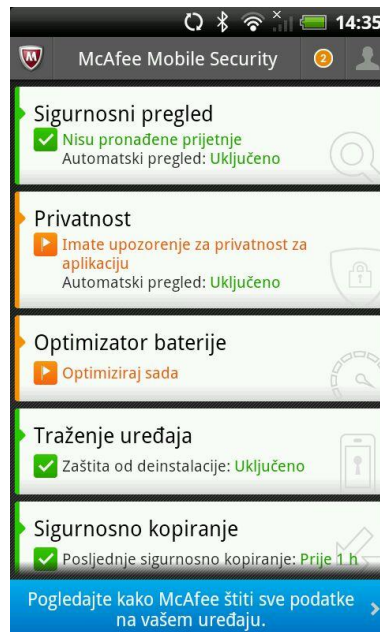 14:35
McAfee Mobile Security
2
Sigurnosni pregled
Nisu pronađene prijetnje
Automatski pregled: Uključeno
Privatnost
Imate upozorenje za privatnost za
aplikaciju
Automatski pregled: Uključeno
Optimizator baterije
Optimiziraj sada
Traženje uređaja
Zaštita od deinstalacije: Uključeno
Sigurnosno kopiranje
Posljednje sigurnosno kopiranje: Prije 1 h
Pogledajte kako McAfee štiti sve podatke
na vašem uređaju.